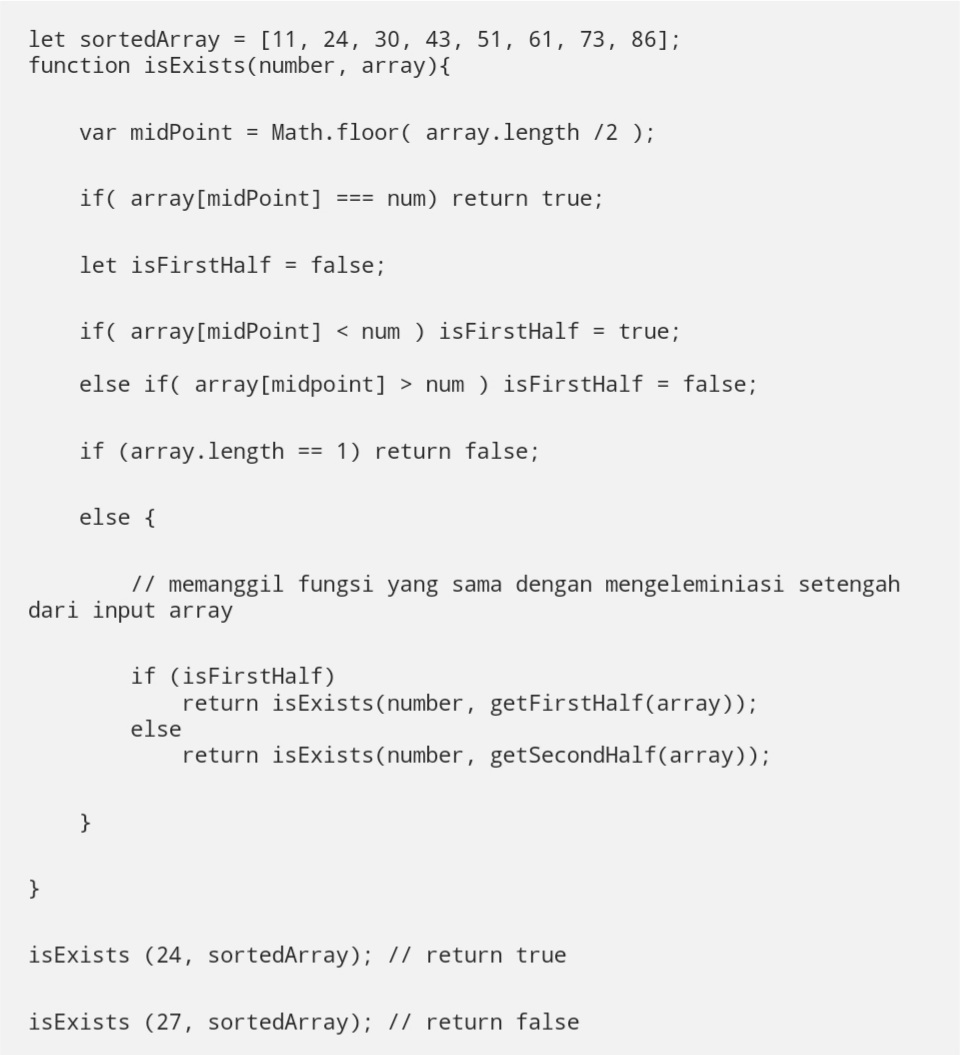 let sortedArray = [11, 24, 30, 43, 51, 61, 73, 86];
function isExists(number, array){
    var midPoint = Math.floor( array.length /2 );
    if( array[midPoint] === num) return true;
    let isFirstHalf = false;
    if( array[midPoint] < num ) isFirstHalf = true;
    else if( array[midpoint] > num ) isFirstHalf = false;
    if (array.length == 1) return false;
    else {
        // memanggil fungsi yang sama dengan mengeleminiasi setengah
dari input array
        if (isFirstHalf)
            return isExists(number, getFirstHalf(array));
        else
            return isExists(number, getSecondHalf(array));
    }
}
isExists (24, sortedArray); // return true
isExists (27, sortedArray); // return false